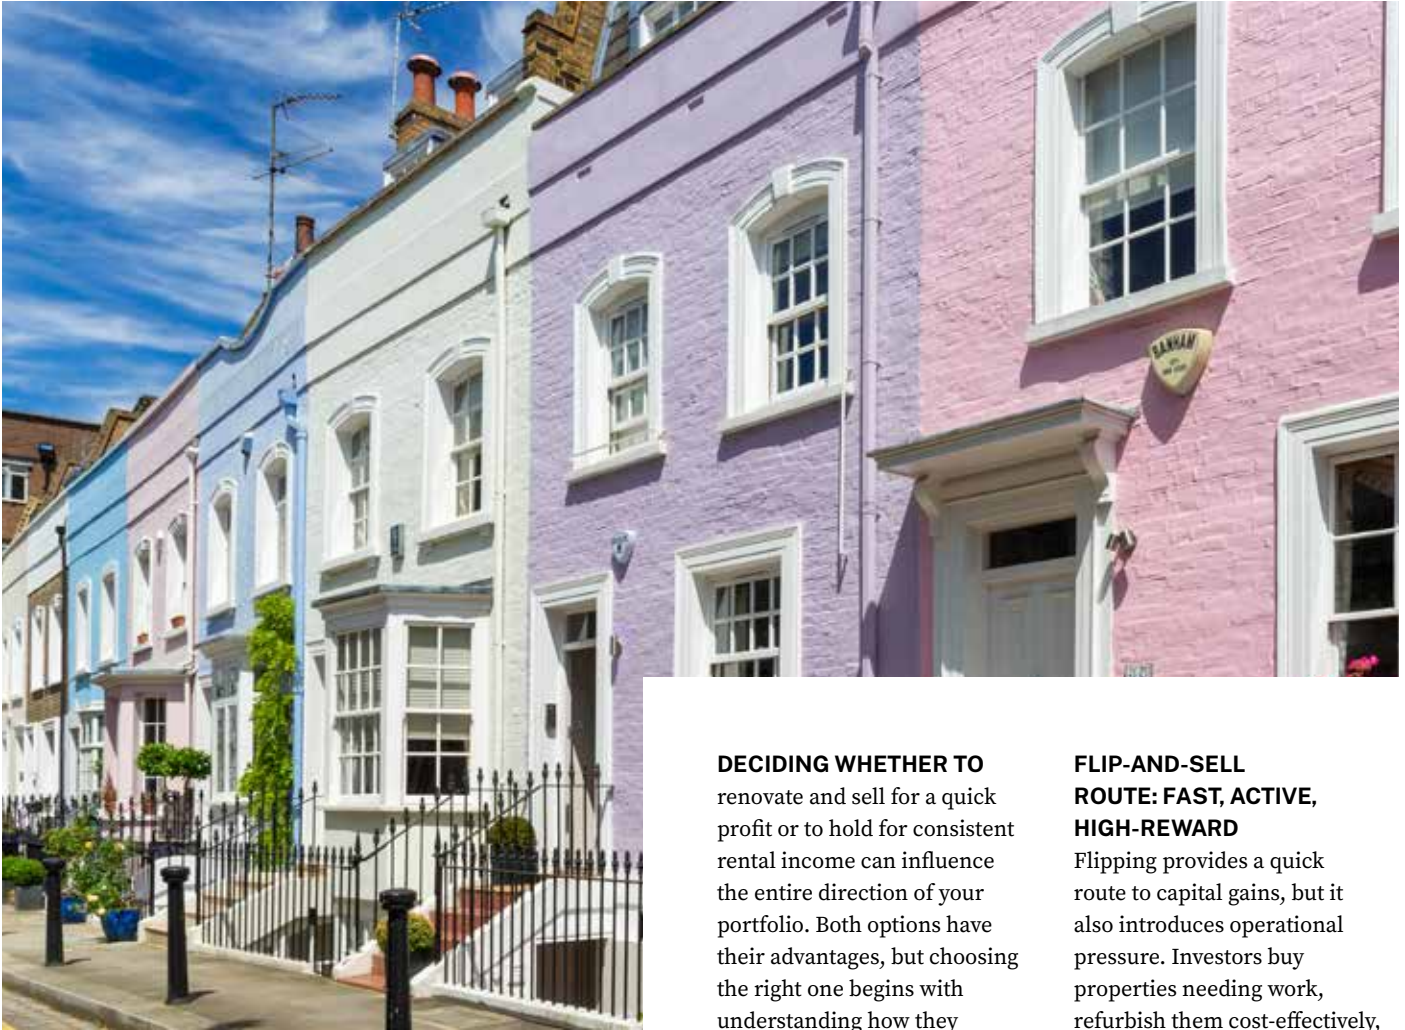 BANHAM
DECIDING WHETHER TO
renovate and sell for a quick
profit or to hold for consistent
rental income can influence
the entire direction of your
portfolio. Both options have
their advantages, but choosing
the right one begins with
understanding how they
FLIP-AND-SELL
ROUTE: FAST, ACTIVE,
HIGH-REWARD
Flipping provides a quick
route to capital gains, but it
also introduces operational
pressure. Investors buy
properties needing work,
refurbish them cost-effectively,